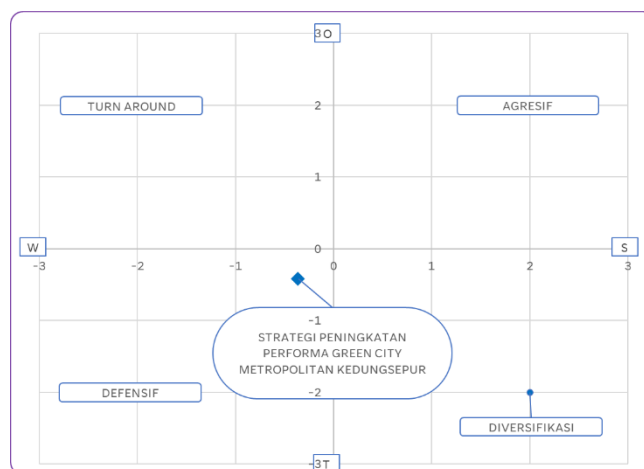 3 O
TURN AROUND
2
AGRESIF
1
W
0
S
-3 -2 -1 0 1 2 3
-1
STRATEGI PENINGKATAN
PERFORMA GREEN CITY
METROPOLITAN KEDUNGSEPUR
DEFENSIF
-2
DIVERSIFIKASI
-3 T